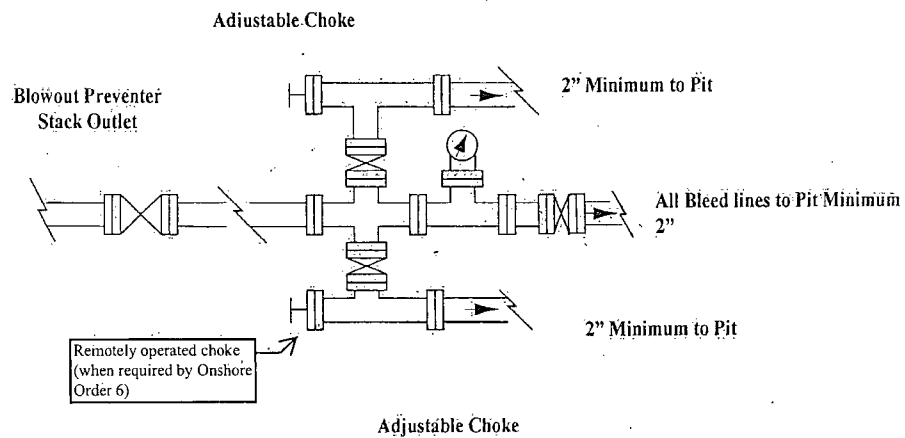 Adjustable Choke
2” Minimum to Pit
Blowout Preventer
Stack Outlet
All Bleed lines to Pit Minimum
2”
2” Minimum to Pit
Remotely operated choke
(when required by Onshore
Order 6)
Adjustable Choke